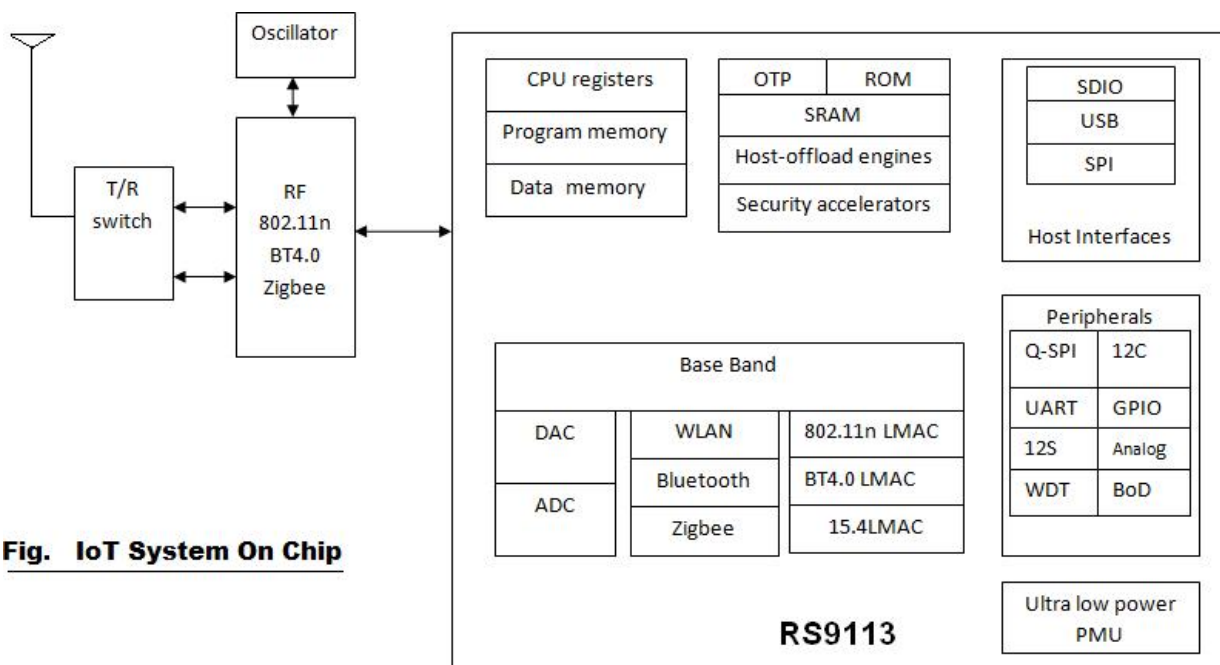 Oscillator
T/R
switch
RF
802.11n
BT4.0
Zigbee
CPU registers
Program memory
Data memory
OTP
ROM
SRAM
Host-offload engines
Security accelerators
SDIO
USB
SPI
Host Interfaces
Base Band
DAC
ADC
WLAN
Bluetooth
Zigbee
802.11n LMAC
BT4.0 LMAC
15.4LMAC
Peripherals
Q-SPI
12C
UART
GPIO
12S
Analog
WDT
BoD
Ultra low power
PMU
RS9113
Fig. IoT System On Chip